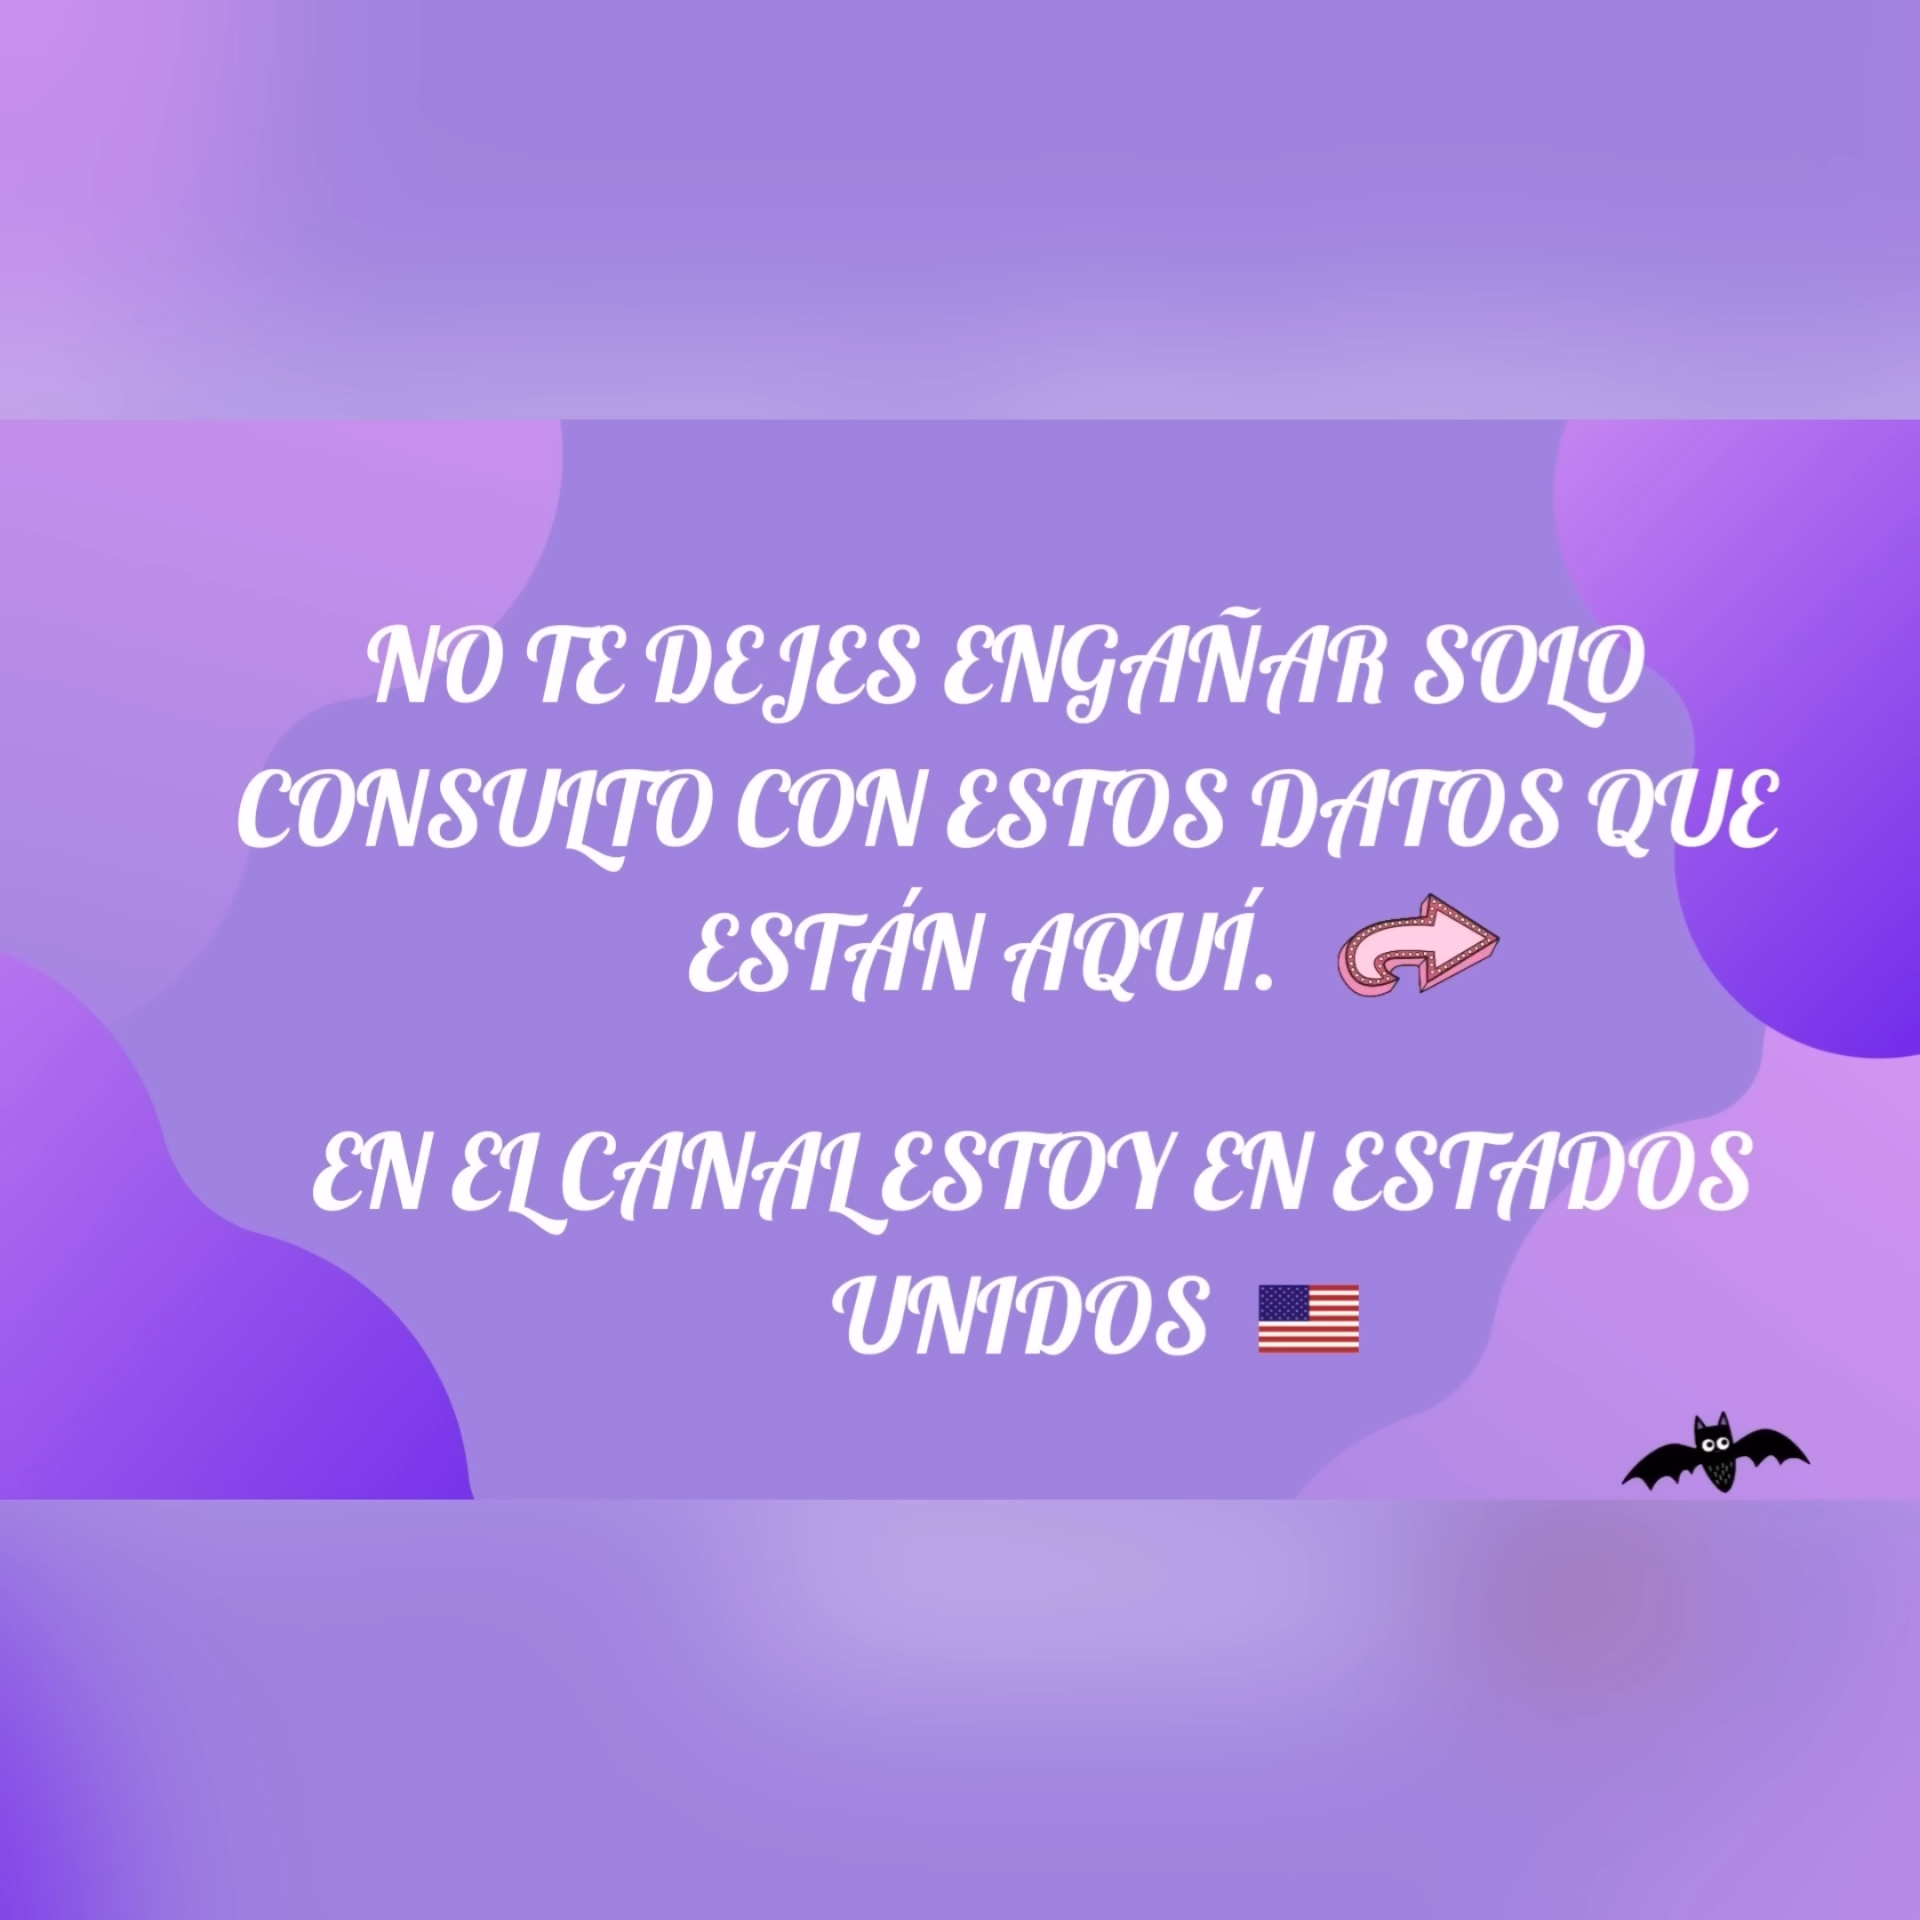 NO TE DEJES ENGAÑAR SOLO
CONSULTO CON ESTOS DATOS QUE
ESTÁN AQUÍ.
EN EL CANAL ESTOY EN ESTADOS
UNIDOS